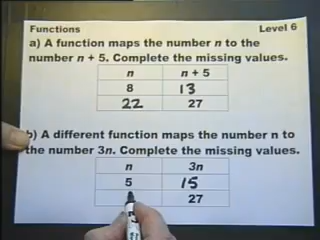 Functions Level 6
a) A function maps the number n to the
number n + 5. Complete the missing values.
n n + 5
8 13
22 27
b) A different function maps the number n to
the number 3n. Complete the missing values.
n 3n
5 15
27